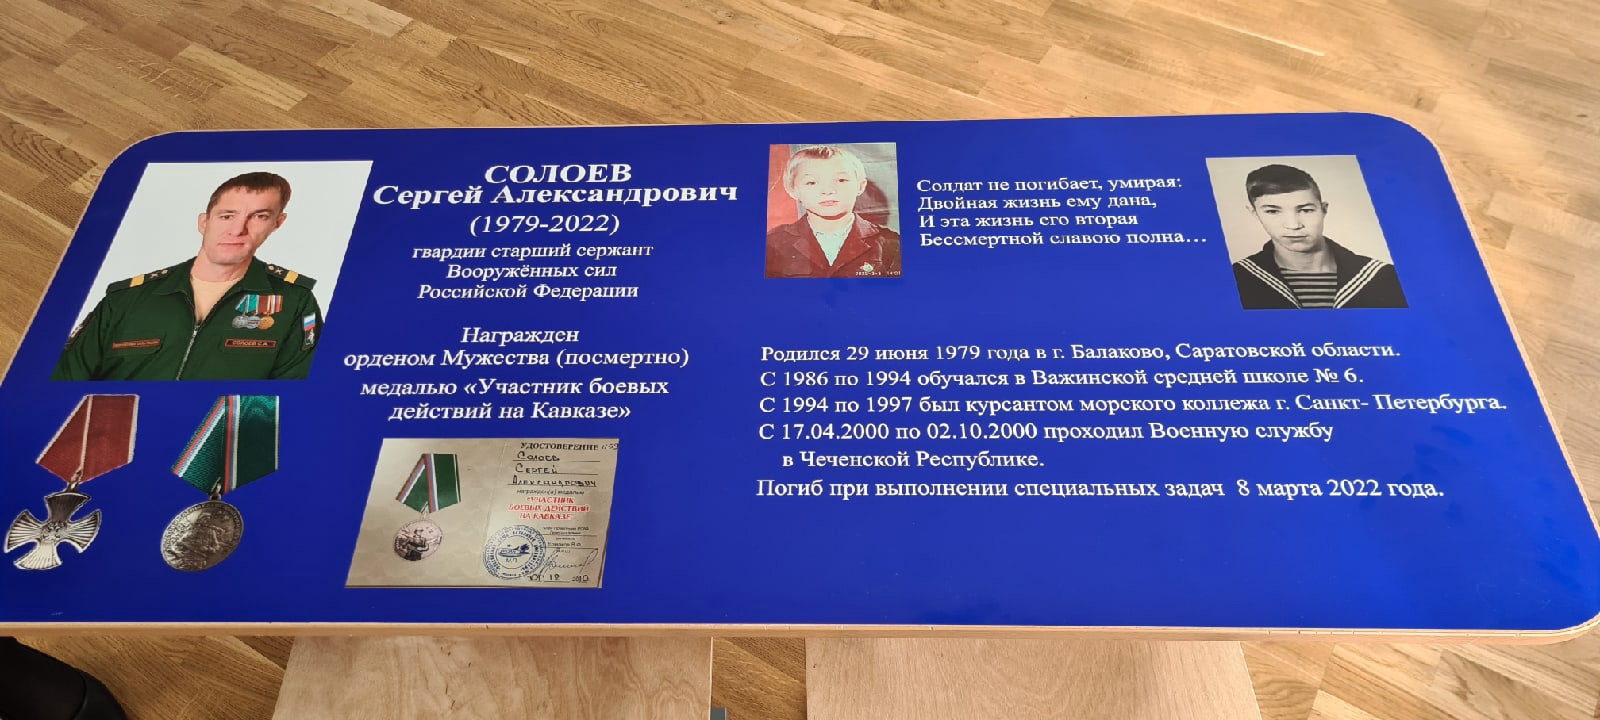 СОЛОЕВ
Сергей Александрович
(1979-2022)
гвардии старший сержант
Вооружённых сил
Российской Федерации
Награжден
орденом Мужества (посмертно)
медалью «Участник боевых
действий на Кавказе»
УДОСТОВЕРЕНИЕ
Солоев
Сергей
Александрович
награжден(а) медалью
"УЧАСТНИК
БОЕВЫХ ДЕЙСТВИЙ
НА КАВКАЗЕ"
СОЛОЕВ С.А.
Солдат не погибает, умирая:
Двойная жизнь ему дана,
И эта жизнь его вторая
Бессмертной славою полна…
Родился 29 июня 1979 года в г. Балаково, Саратовской области.
С 1986 по 1994 обучался в Важинской средней школе № 6.
С 1994 по 1997 был курсантом морского коллежа г. Санкт- Петербурга.
С 17.04.2000 по 02.10.2000 проходил Военную службу
в Чеченской Республике.
Погиб при выполнении специальных задач 8 марта 2022 года.